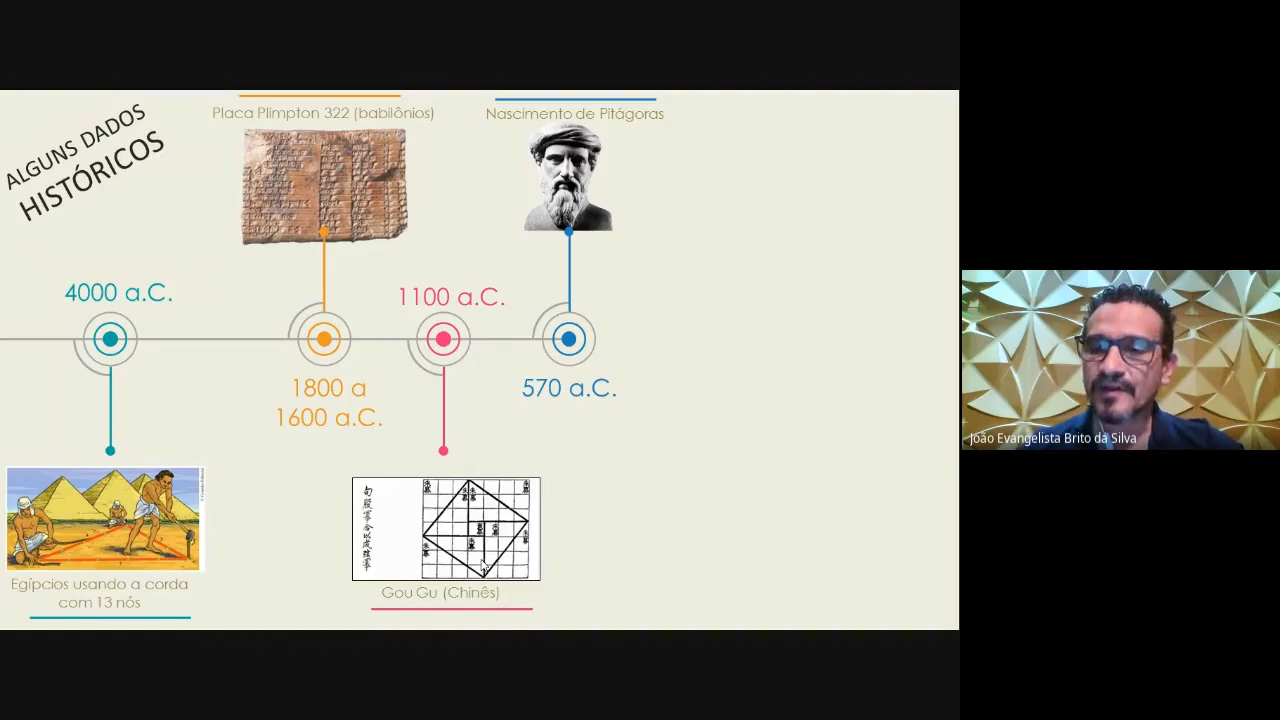 ALGUNS DADOS
HISTÓRICOS
Placa Plimpton 322 (babilônios)
Nascimento de Pitágoras
4000 a.C.
1100 a.C.
1800 a
1600 a.C.
570 a.C.
Egípcios usando a corda
com 13 nós
Gou Gu (Chinês)
João Evangelista Brito da Silva